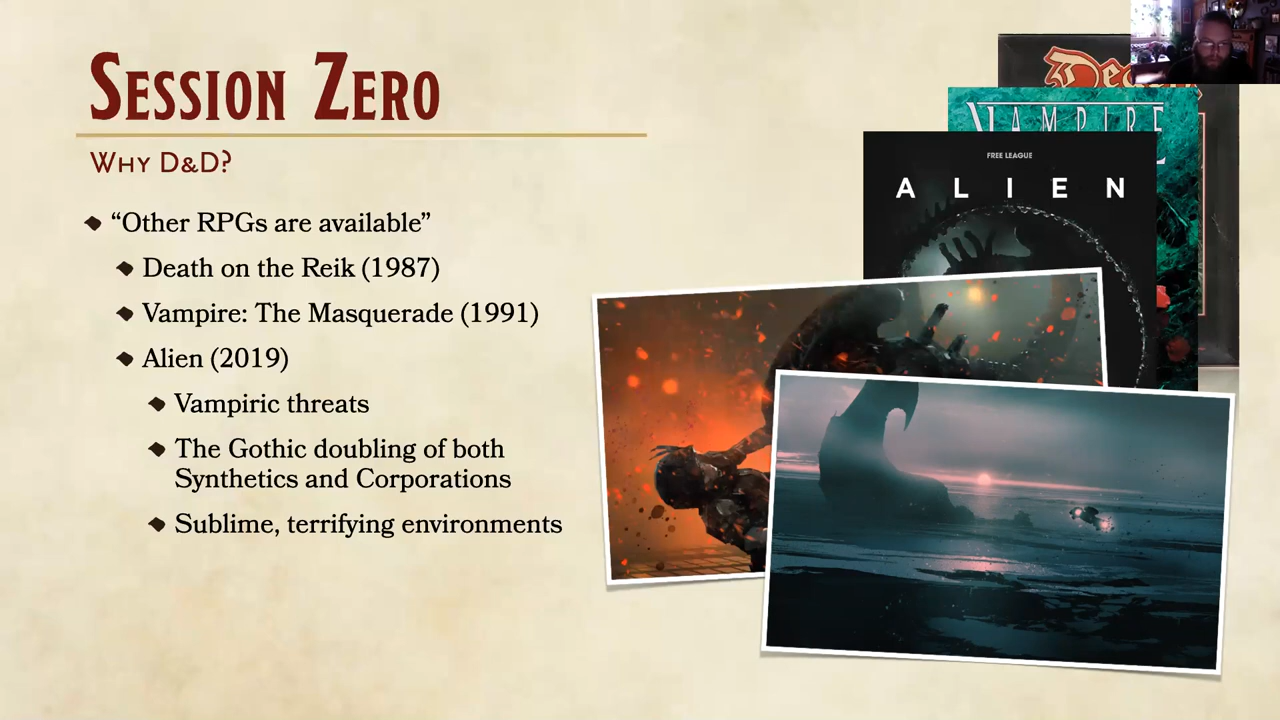 SESSION ZERO
WHY D&D?
“Other RPGs are available”
Death on the Reik (1987)
Vampire: The Masquerade (1991)
Alien (2019)
Vampiric threats
The Gothic doubling of both
Synthetics and Corporations
Sublime, terrifying environments
VAMPIRE
FREE LEAGUE
ALIEN